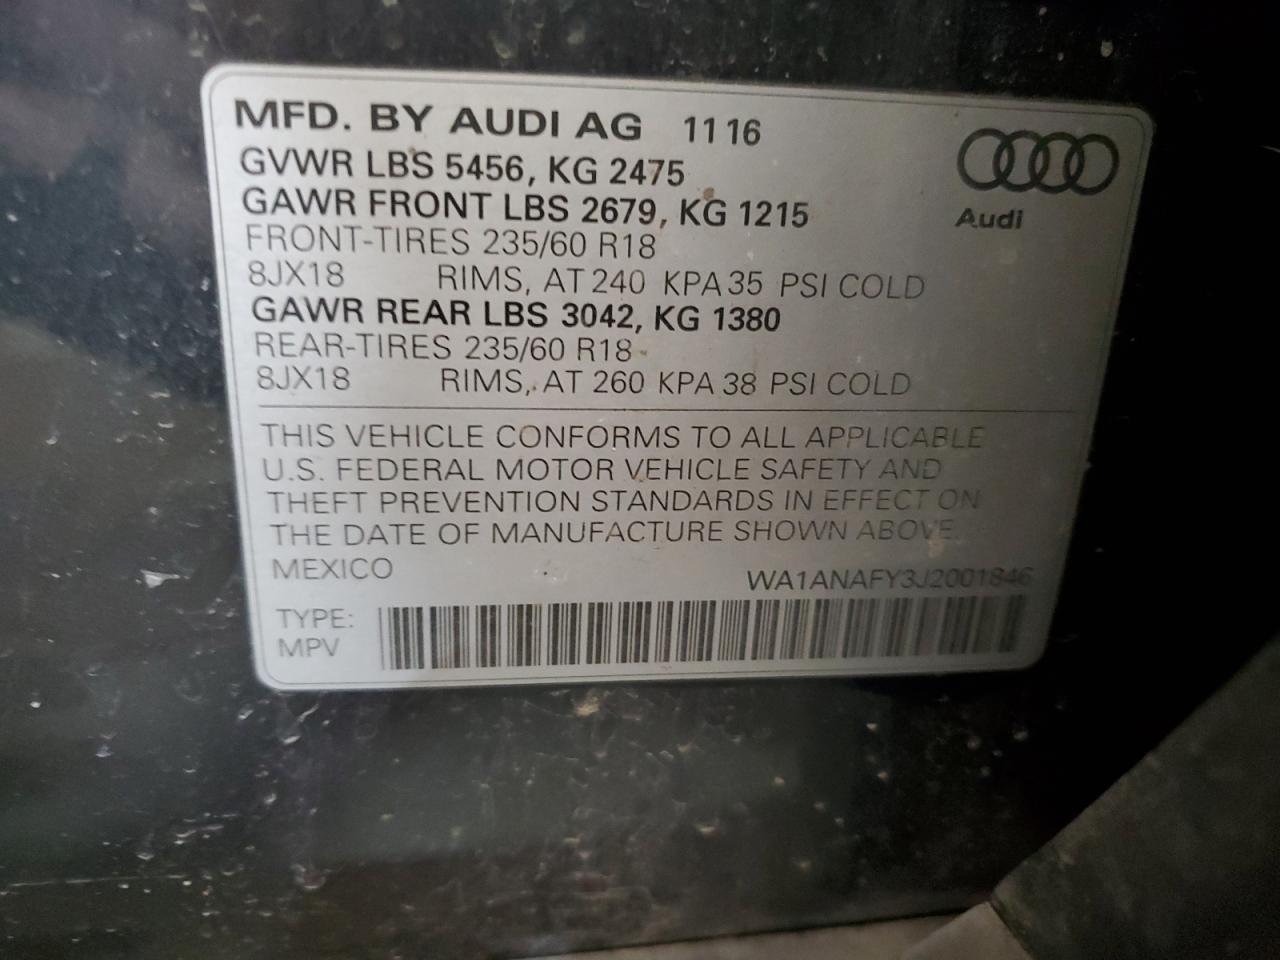 MFD. BY AUDI AG 11 16
GVWR LBS 5456, KG 2475
GAWR FRONT LBS 2679, KG 1215
FRONT-TIRES 235/60 R18
8JX18 RIMS, AT 240 KPA 35 PSI COLD
GAWR REAR LBS 3042, KG 1380
REAR-TIRES 235/60 R18
8JX18 RIMS, AT 260 KPA 38 PSI COLD
Audi
THIS VEHICLE CONFORMS TO ALL APPLICABLE
U.S. FEDERAL MOTOR VEHICLE SAFETY AND
THEFT PREVENTION STANDARDS IN EFFECT ON
THE DATE OF MANUFACTURE SHOWN ABOVE.
MEXICO
WA1ANAFY3J2001846
TYPE:
MPV